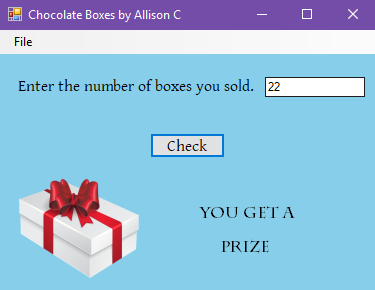 Chocolate Boxes by Allison C
File
Enter the number of boxes you sold. 22
Check
YOU GET A
PRIZE